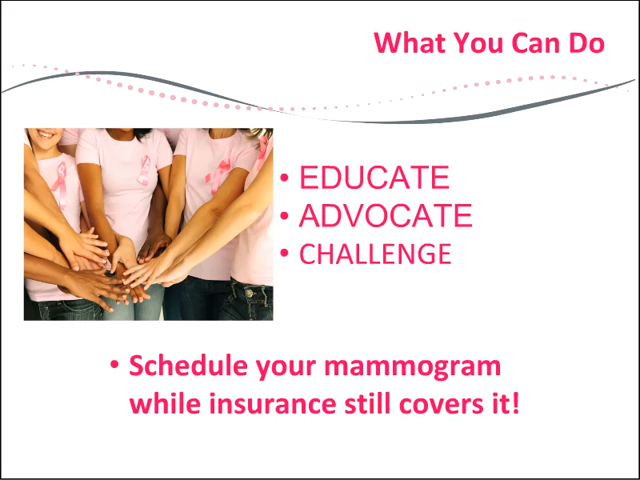 What You Can Do
• EDUCATE
• ADVOCATE
• CHALLENGE
• Schedule your mammogram
while insurance still covers it!